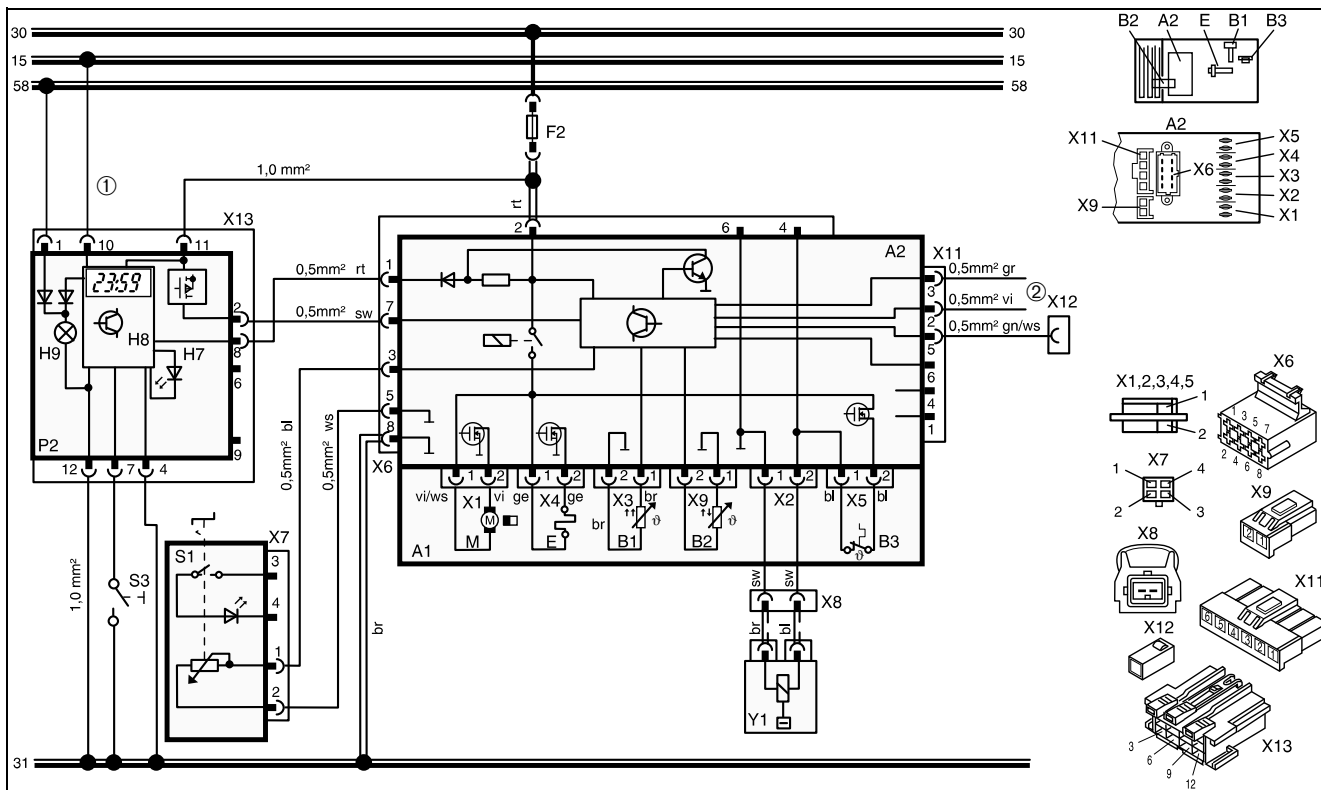 30
30
15
15
58
58
F2
①
1,0 mm²
rt
X13
1
10
11
2
6
4
A2
X11
23:59
H8
H9
H7
P2
2
8
6
9
12
7
4
0,5mm² rt
0,5mm² sw
1
7
3
5
8
X6
3
2
5
6
4
1
0,5mm² gr
0,5mm² vi
②
0,5mm² gn/ws
X12
0,5mm² bl
0,5mm² ws
1
2
1
2
2
1
2
1
1
2
1
2
vi/ws
X1
vi
ge
X4
ge
X3
br
br
X9
X2
bl
X5
bl
M
M
E
B1
ϑ
B2
ϑ
ϑ
B3
A1
sw
sw
X8
br
bl
Y1
1,0 mm²
S3
S1
X7
3
4
1
2
br
31
B2
A2
E
B1
B3
A2
X11
X9
X6
X5
X4
X3
X2
X1
X1,2,3,4,5
1
2
X6
1
3
5
7
2
4
6
8
X7
1
4
2
3
X9
2
1
X8
X11
6
5
4
3
2
1
X12
X13
3
6
9
12